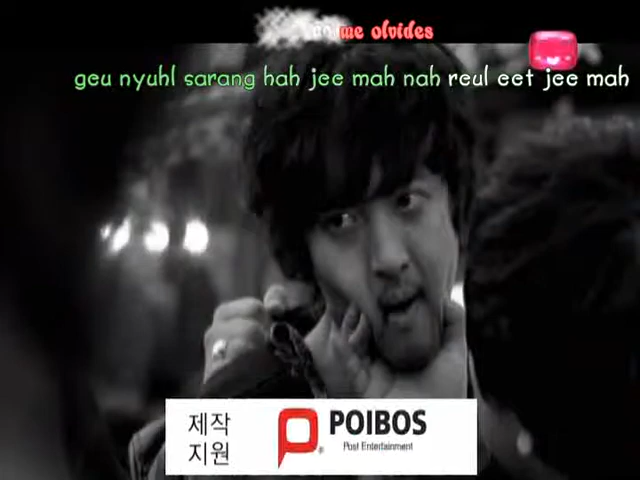 me olvides
geu nyuhl sarang hah jee mah nah reul eet jee mah
제작
지원
POIBOS
Post Entertainment